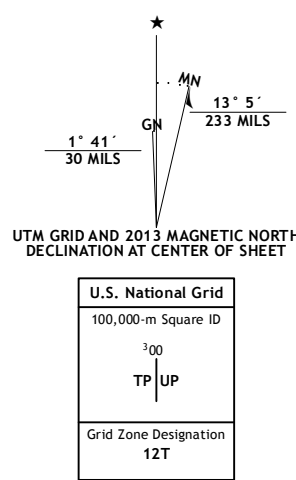 ★
MN
GN
1° 41´
30 MILS
13° 5´
233 MILS
UTM GRID AND 2013 MAGNETIC NORTH
DECLINATION AT CENTER OF SHEET
U.S. National Grid
100,000-m Square ID
³00
TP UP
Grid Zone Designation
12T